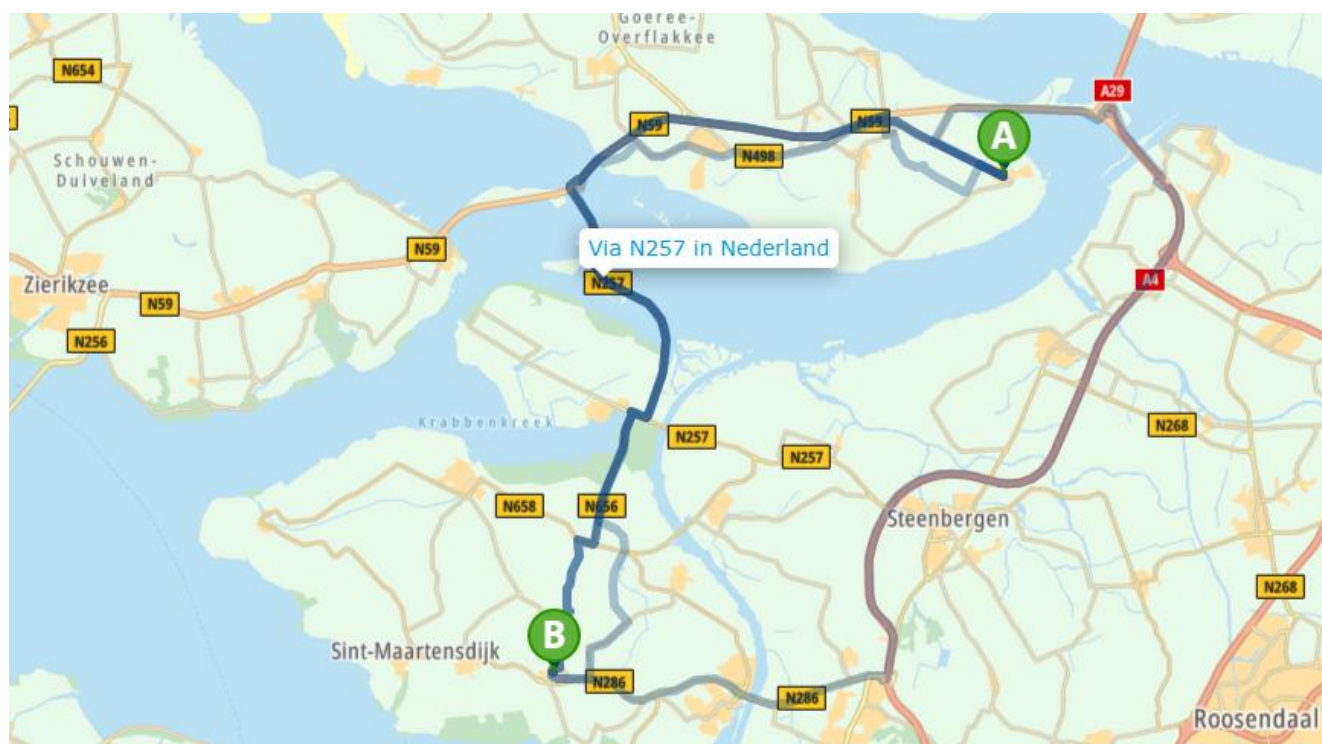 Goeree-
Overflakkee
N654
A29
N59
N59
A
N498
Schouwen-
Duiveland
N59
Via N257 in Nederland
Zierikzee
N257
A4
N59
N256
Krabbenkreek
N257
N268
N257
N658
N656
Steenbergen
N268
B
Sint-Maartensdijk
N286
N286
Roosendaal